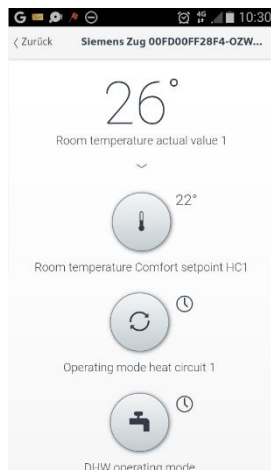 4G
10:30
Zurück
Siemens Zug 00FD00FF28F4-OZW...
26°
Room temperature actual value 1
22°
Room temperature Comfort setpoint HC1
Operating mode heat circuit 1
DHW operating mode